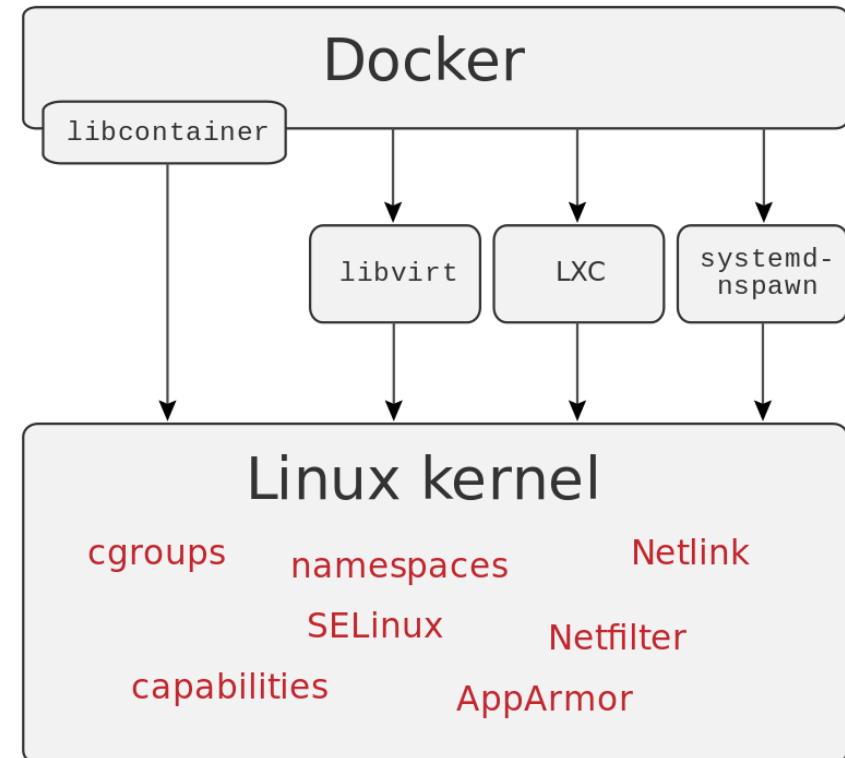 Docker
libcontainer
libvirt
LXC
systemd-
nspawn
Linux kernel
cgroups
namespaces
Netlink
SELinux
Netfilter
capabilities
AppArmor